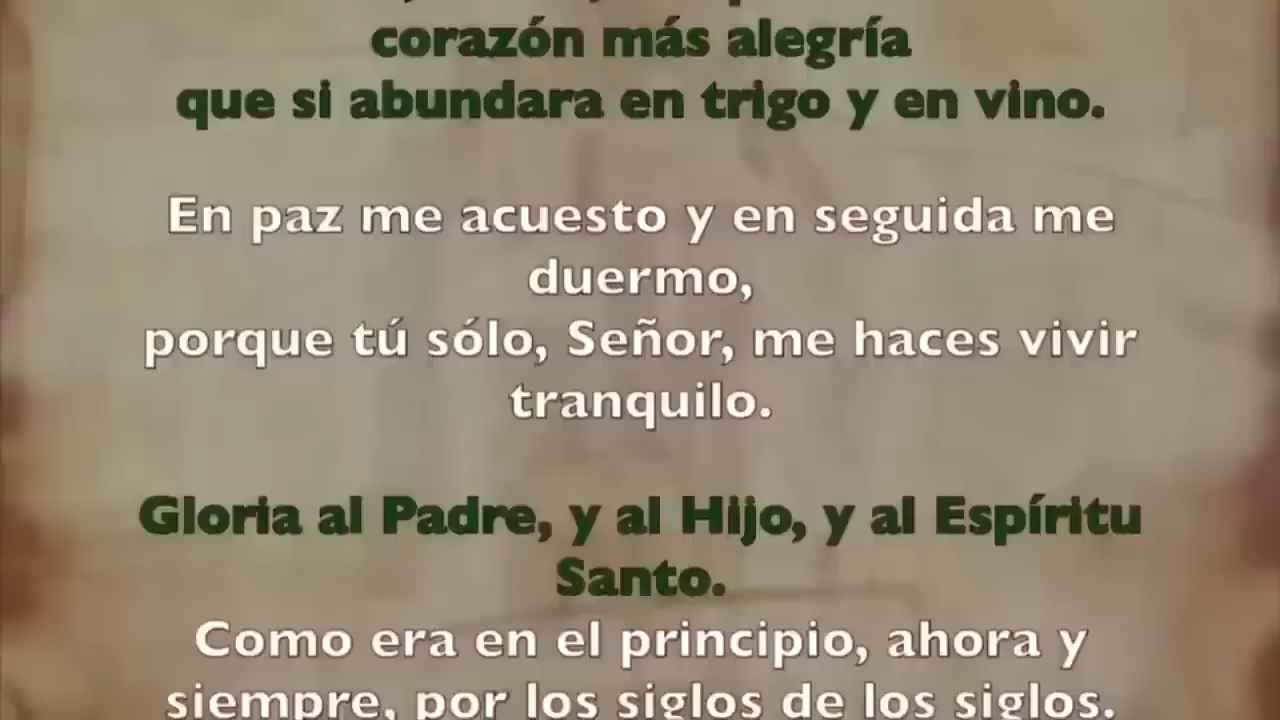 corazón más alegría
que si abundara en trigo y en vino.
En paz me acuesto y en seguida me
duermo,
porque tú sólo, Señor, me haces vivir
tranquilo.
Gloria al Padre, y al Hijo, y al Espíritu
Santo.
Como era en el principio, ahora y
siempre, por los siglos de los siglos.